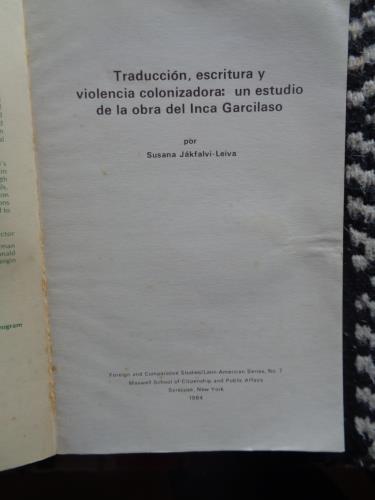 Traducción, escritura y
violencia colonizadora: un estudio
de la obra del Inca Garcilaso
por
Susana Jákfalvi-Leiva
Foreign and Comparative Studies/Latin American Series, No. 7
Maxwell School of Citizenship and Public Affairs
Syracuse, New York
1984